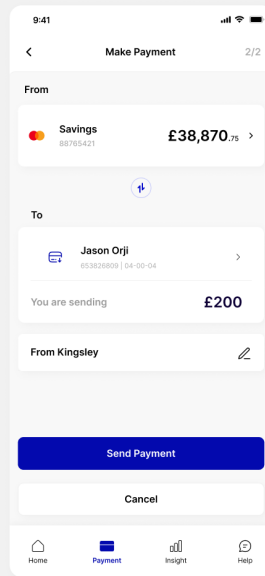 9:41
Make Payment 2/2
From
Savings £38,870.75
88765421
To
Jason Orji
653826809 | 04-00-04
You are sending £200
From Kingsley
Send Payment
Cancel
Home Payment Insight Help